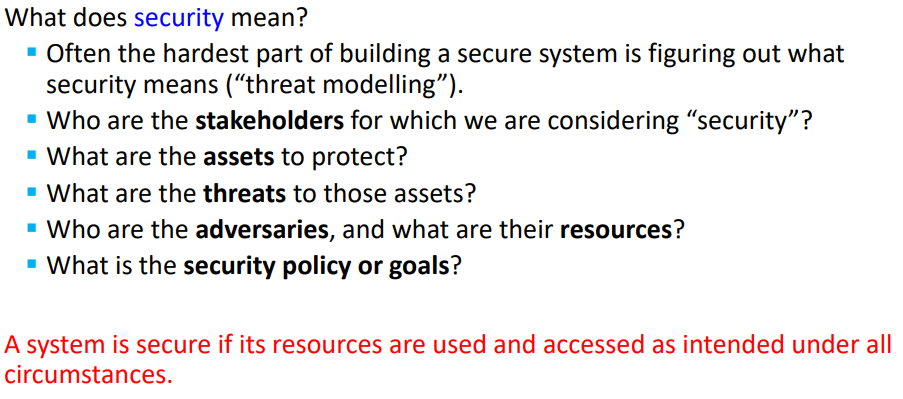 What does security mean?
▪ Often the hardest part of building a secure system is figuring out what
security means (“threat modelling”).
▪ Who are the stakeholders for which we are considering “security”?
▪ What are the assets to protect?
▪ What are the threats to those assets?
▪ Who are the adversaries, and what are their resources?
▪ What is the security policy or goals?
A system is secure if its resources are used and accessed as intended under all
circumstances.